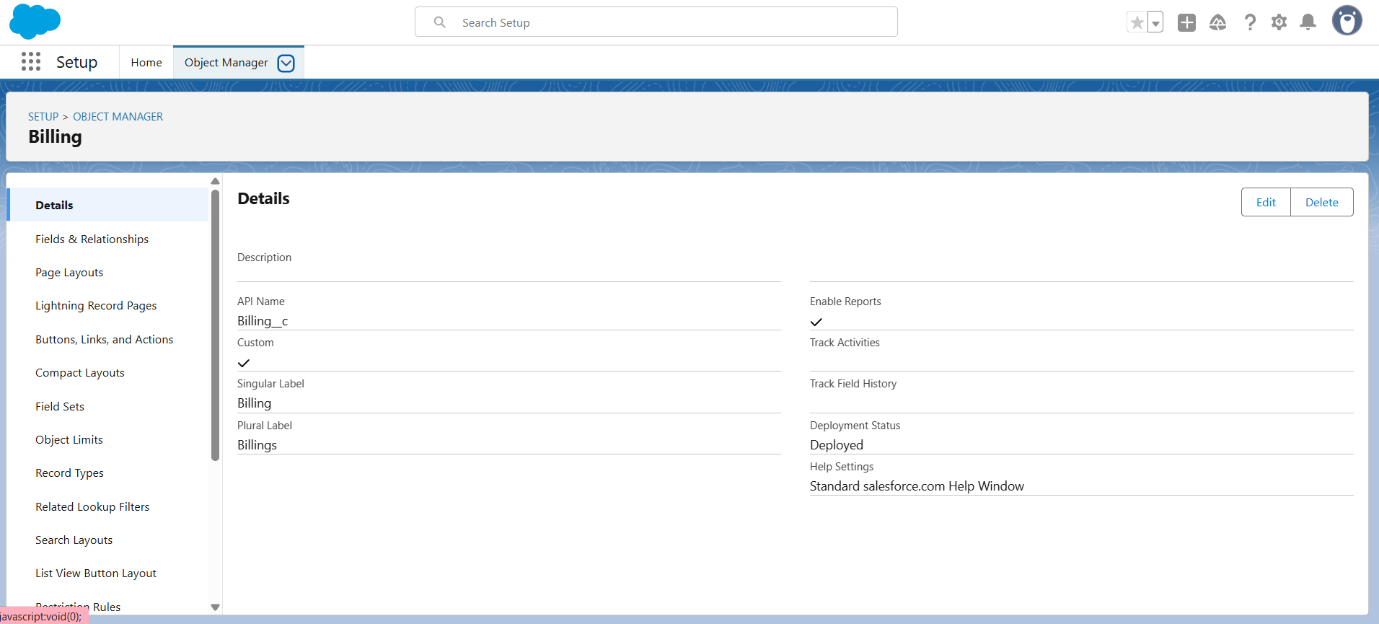 Search Setup
Setup
Home
Object Manager
SETUP > OBJECT MANAGER
Billing
Details
Fields & Relationships
Page Layouts
Lightning Record Pages
Buttons, Links, and Actions
Compact Layouts
Field Sets
Object Limits
Record Types
Related Lookup Filters
Search Layouts
List View Button Layout
Restriction Rules
javascript:void(0);
Details
Edit
Delete
Description
API Name
Billing__c
Custom
Singular Label
Billing
Plural Label
Billings
Enable Reports
Track Activities
Track Field History
Deployment Status
Deployed
Help Settings
Standard salesforce.com Help Window